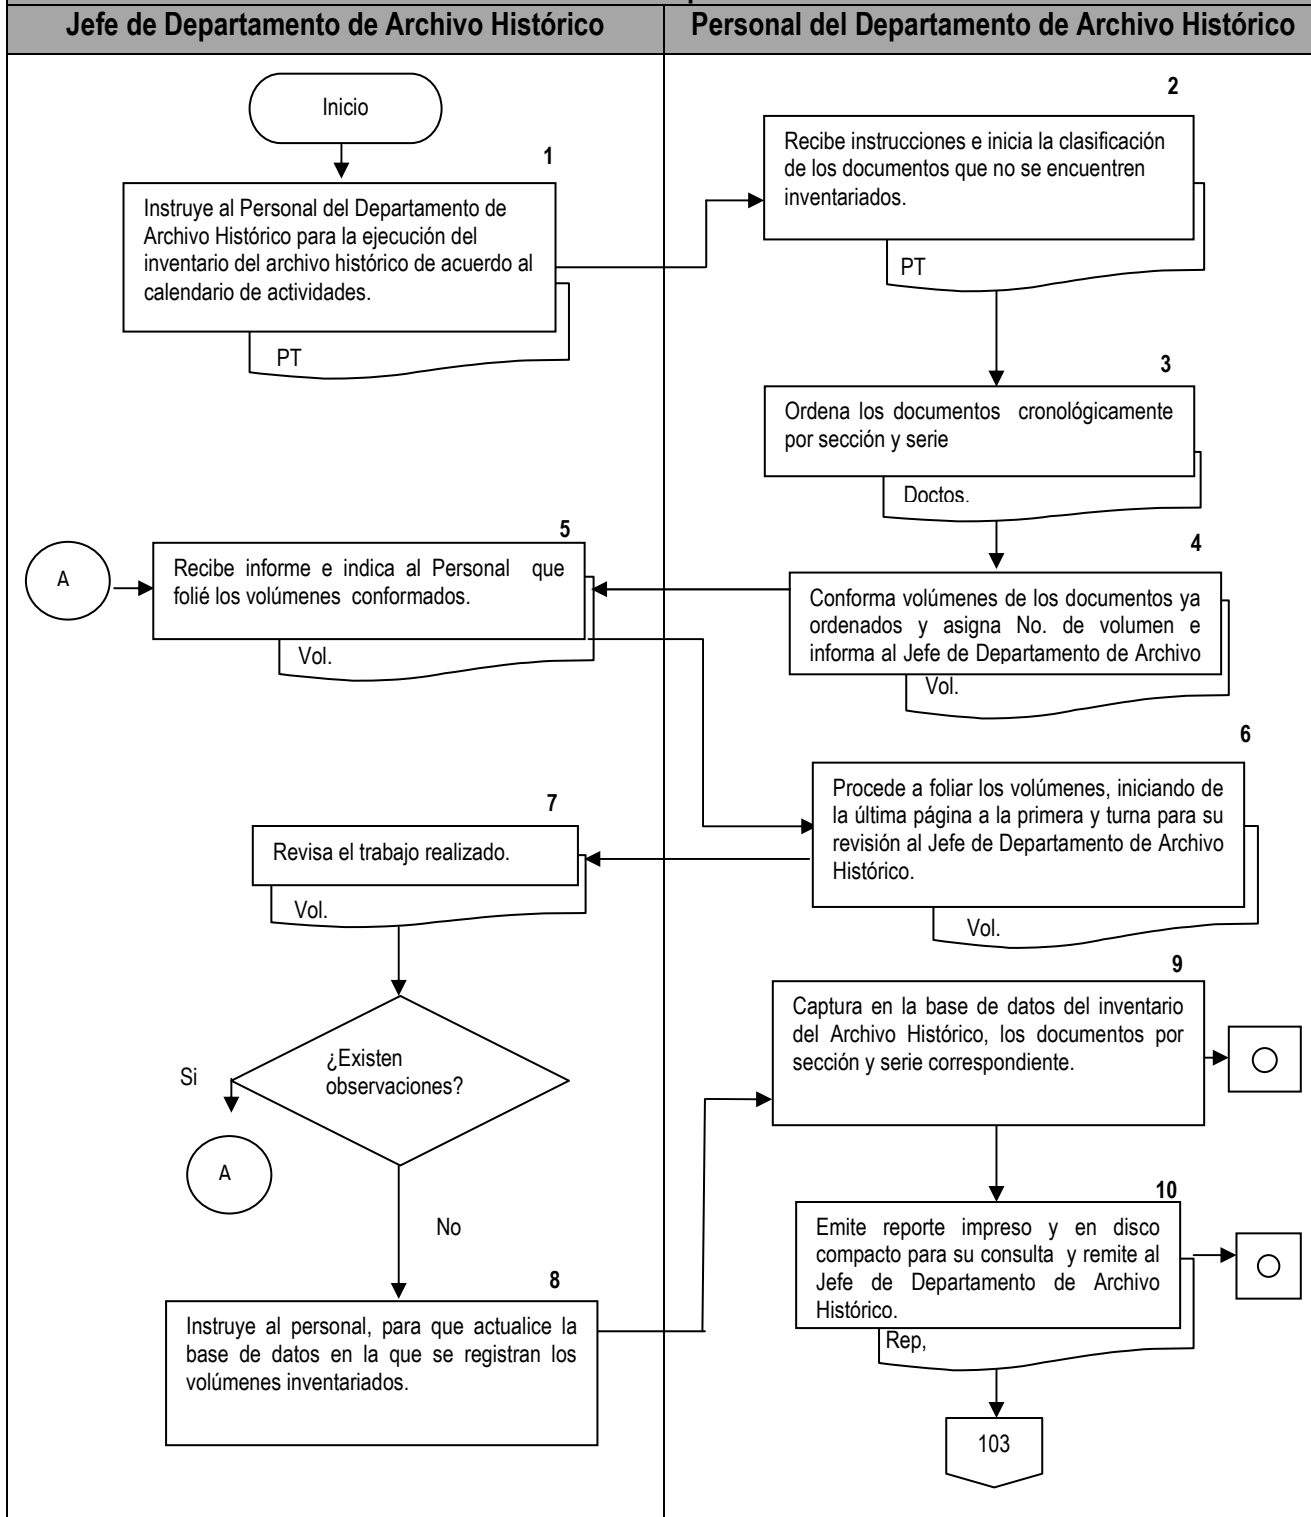 Jefe de Departamento de Archivo Histórico
Personal del Departamento de Archivo Histórico
Inicio
1
Instruye al Personal del Departamento de
Archivo Histórico para la ejecución del
inventario del archivo histórico de acuerdo al
calendario de actividades.
PT
2
Recibe instrucciones e inicia la clasificación
de los documentos que no se encuentren
inventariados.
PT
3
Ordena los documentos cronológicamente
por sección y serie
Doctos.
4
Conforma volúmenes de los documentos ya
ordenados y asigna No. de volumen e
informa al Jefe de Departamento de Archivo
Vol.
5
A
Recibe informe e indica al Personal que
folié los volúmenes conformados.
Vol.
6
Procede a foliar los volúmenes, iniciando de
la última página a la primera y turna para su
revisión al Jefe de Departamento de Archivo
Histórico.
Vol.
7
Revisa el trabajo realizado.
Vol.
¿Existen
observaciones?
Si
A
No
8
Instruye al personal, para que actualice la
base de datos en la que se registran los
volúmenes inventariados.
9
Captura en la base de datos del inventario
del Archivo Histórico, los documentos por
sección y serie correspondiente.
10
Emite reporte impreso y en disco
compacto para su consulta y remite al
Jefe de Departamento de Archivo
Histórico.
Rep,
103